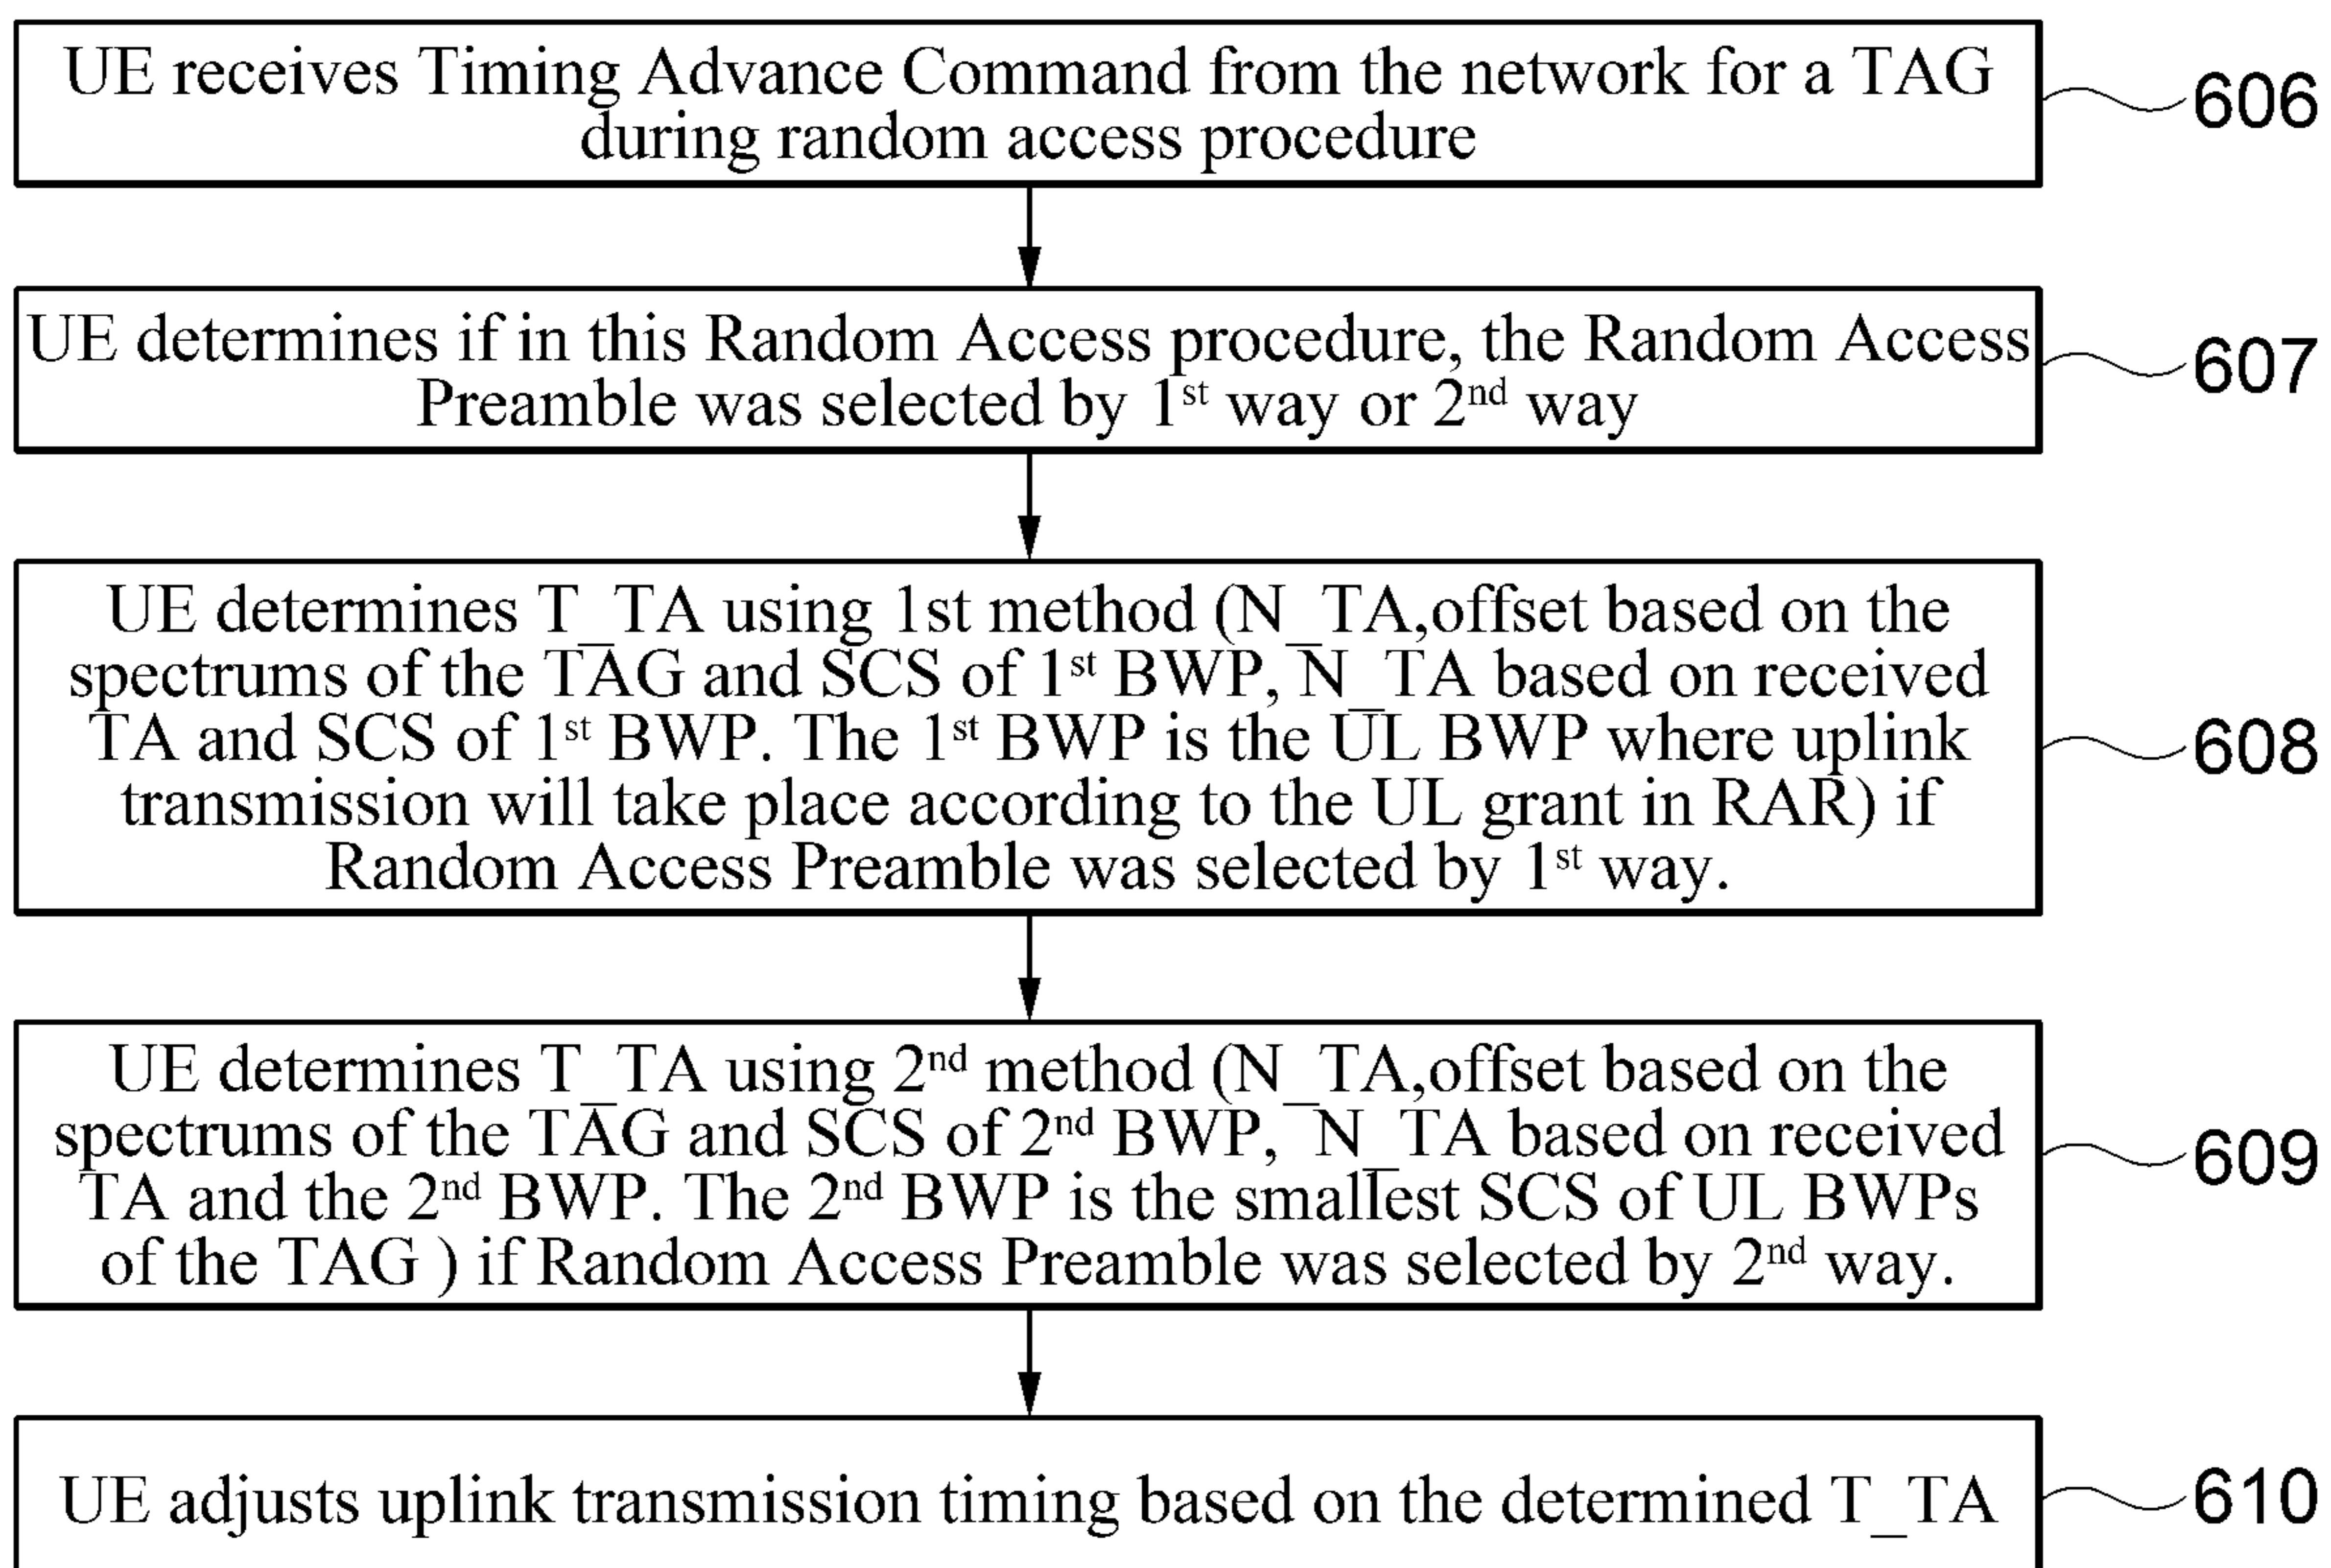 UE receives Timing Advance Command from the network for a TAG
during random access procedure
606
UE determines if in this Random Access procedure, the Random Access
Preamble was selected by 1st way or 2nd way
607
UE determines T_TA using 1st method (N_TA,offset based on the
spectrums of the TAG and SCS of 1st BWP, N_TA based on received
TA and SCS of 1st BWP. The 1st BWP is the UL BWP where uplink
transmission will take place according to the UL grant in RAR) if
Random Access Preamble was selected by 1st way.
608
UE determines T_TA using 2nd method (N_TA,offset based on the
spectrums of the TAG and SCS of 2nd BWP, N_TA based on received
TA and the 2nd BWP. The 2nd BWP is the smallest SCS of UL BWPs
of the TAG ) if Random Access Preamble was selected by 2nd way.
609
UE adjusts uplink transmission timing based on the determined T_TA
610